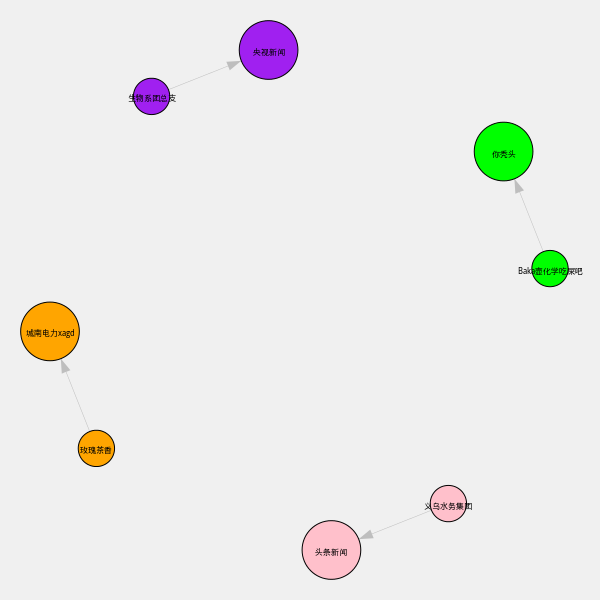 央视新闻
生物系团总支
你秃头
Baka壹化学吃屎吧
城南电力xagd
玫瑰茶香
义乌水务集团
头条新闻